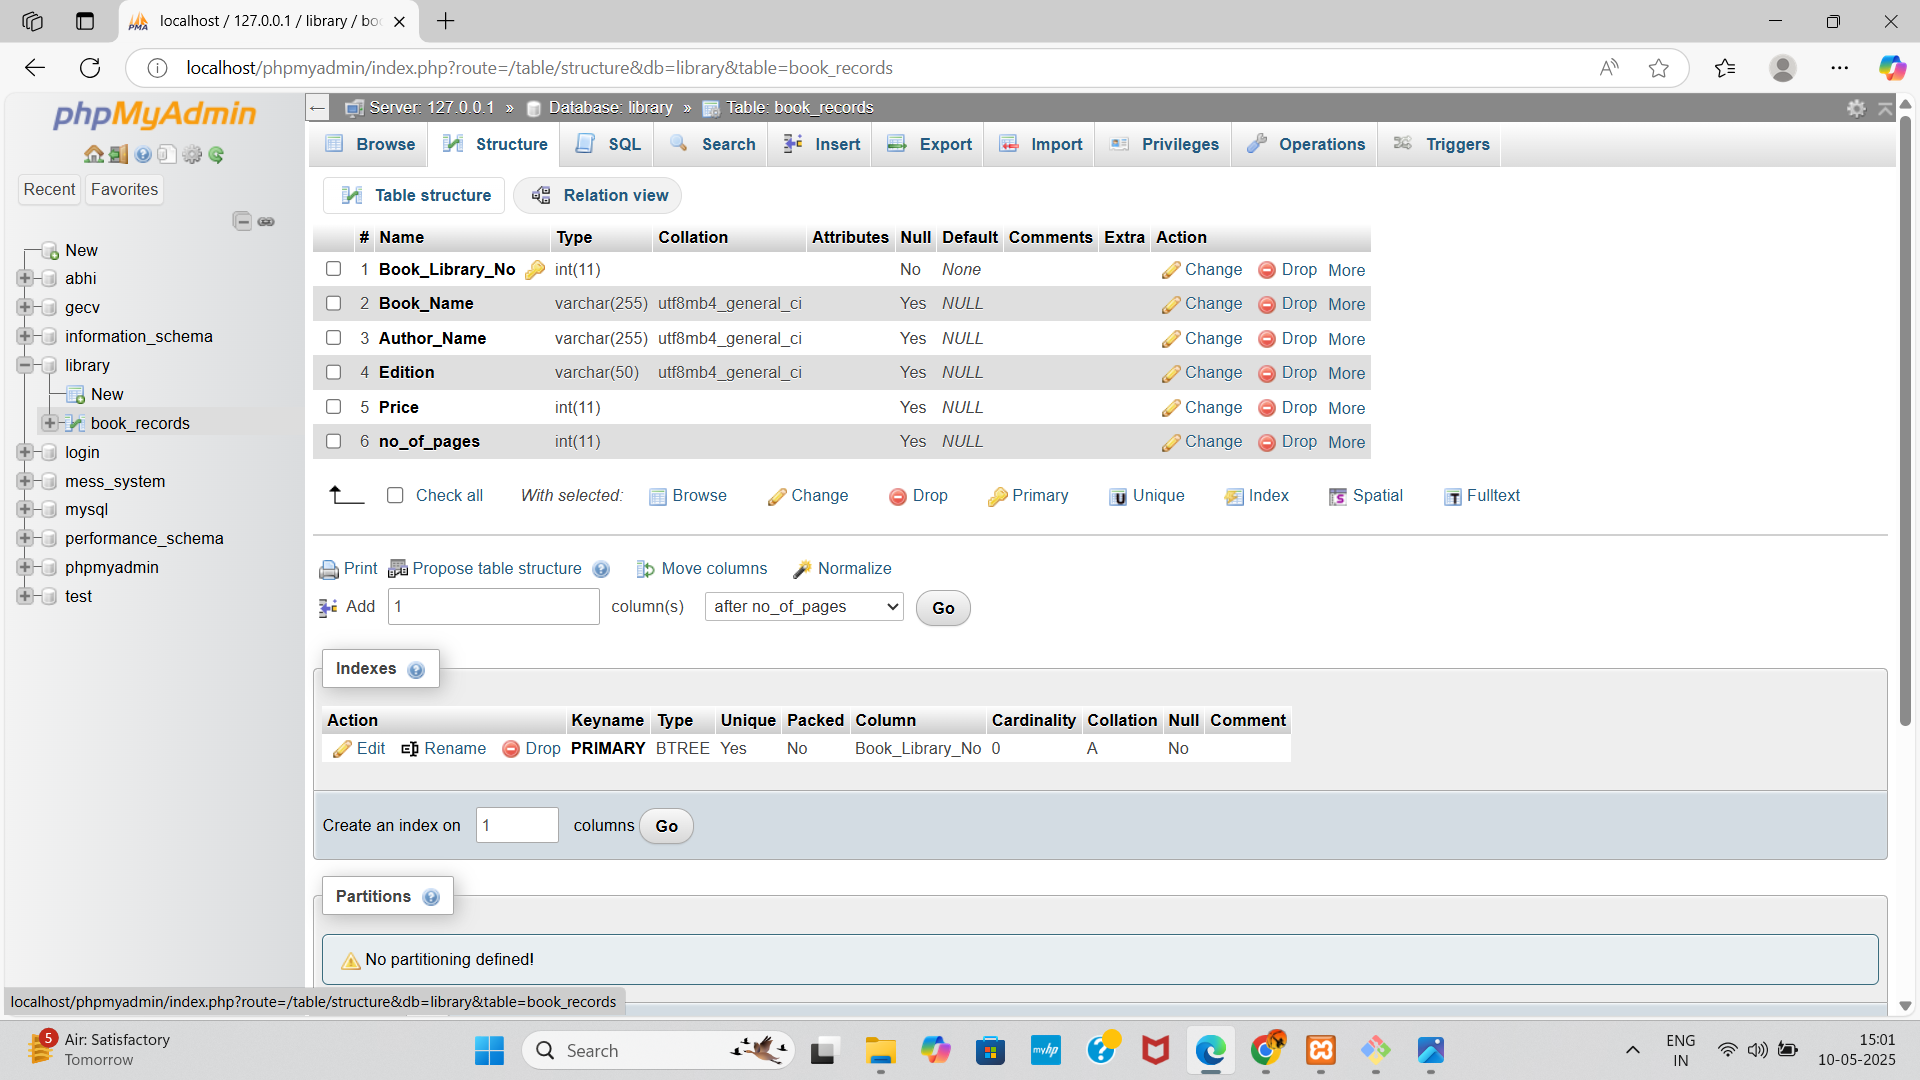 localhost / 127.0.0.1 / library / boo
localhost/phpmyadmin/index.php?route=/table/structure&db=library&table=book_records
phpMyAdmin
Recent Favorites
New
abhi
gecv
information_schema
library
New
book_records
login
mess_system
mysql
performance_schema
phpmyadmin
test
Server: 127.0.0.1 » Database: library » Table: book_records
Browse Structure SQL Search Insert Export Import Privileges Operations Triggers
Table structure Relation view
# Name Type Collation Attributes Null Default Comments Extra Action
1 Book_Library_No int(11) No None Change Drop More
2 Book_Name varchar(255) utf8mb4_general_ci Yes NULL Change Drop More
3 Author_Name varchar(255) utf8mb4_general_ci Yes NULL Change Drop More
4 Edition varchar(50) utf8mb4_general_ci Yes NULL Change Drop More
5 Price int(11) Yes NULL Change Drop More
6 no_of_pages int(11) Yes NULL Change Drop More
Check all With selected: Browse Change Drop Primary Unique Index Spatial Fulltext
Print Propose table structure Move columns Normalize
Add 1 column(s) after no_of_pages Go
Indexes
Action Keyname Type Unique Packed Column Cardinality Collation Null Comment
Edit Rename Drop PRIMARY BTREE Yes No Book_Library_No 0 A No
Create an index on 1 columns Go
Partitions
No partitioning defined!
localhost/phpmyadmin/index.php?route=/table/structure&db=library&table=book_records
5 Air: Satisfactory
Tomorrow
Search
myhp
ENG
IN
15:01
10-05-2025